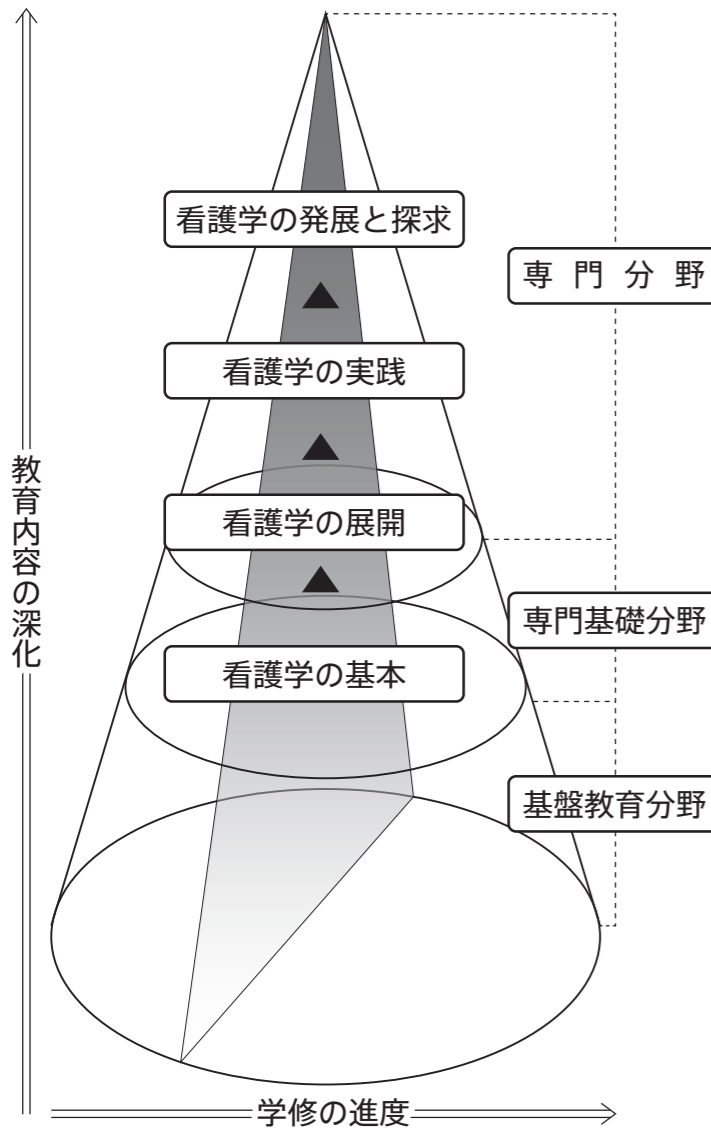 看護学の発展と探求
専門分野
看護学の実践
教育内容の深化
看護学の展開
専門基礎分野
看護学の基本
基盤教育分野
学修の進度